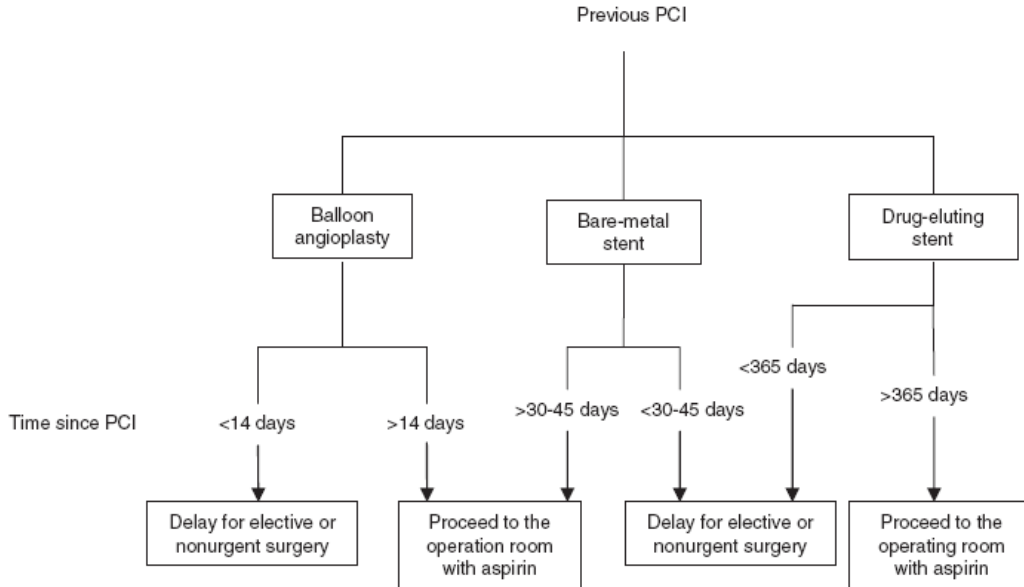 Previous PCI
Balloon
angioplasty
Bare-metal
stent
Drug-eluting
stent
Time since PCI
<14 days
>14 days
>30-45 days
<30-45 days
<365 days
>365 days
Delay for elective or
nonurgent surgery
Proceed to the
operation room
with aspirin
Delay for elective or
nonurgent surgery
Proceed to the
operating room
with aspirin